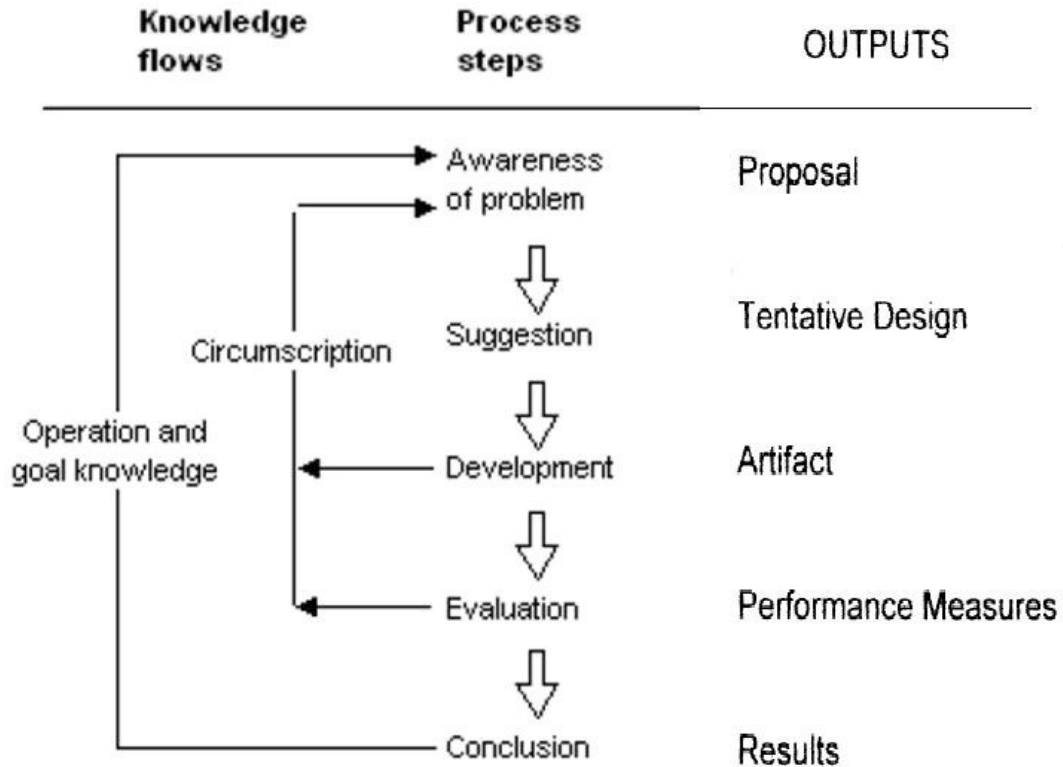 Knowledge flows
Process steps
OUTPUTS
Awareness of problem
Proposal
Suggestion
Tentative Design
Circumscription
Operation and goal knowledge
Development
Artifact
Evaluation
Performance Measures
Conclusion
Results